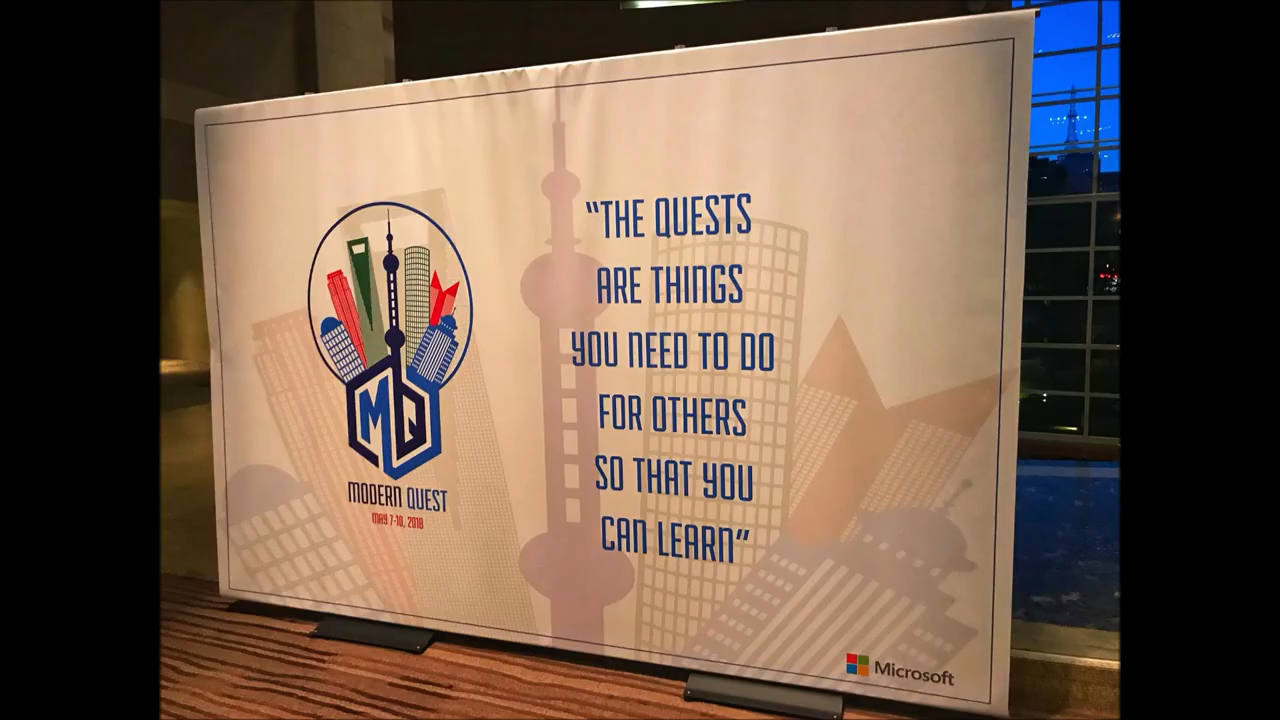 MQ
MODERN QUEST
MAY 7-10, 2018
“THE QUESTS
ARE THINGS
YOU NEED TO DO
FOR OTHERS
SO THAT YOU
CAN LEARN”
Microsoft